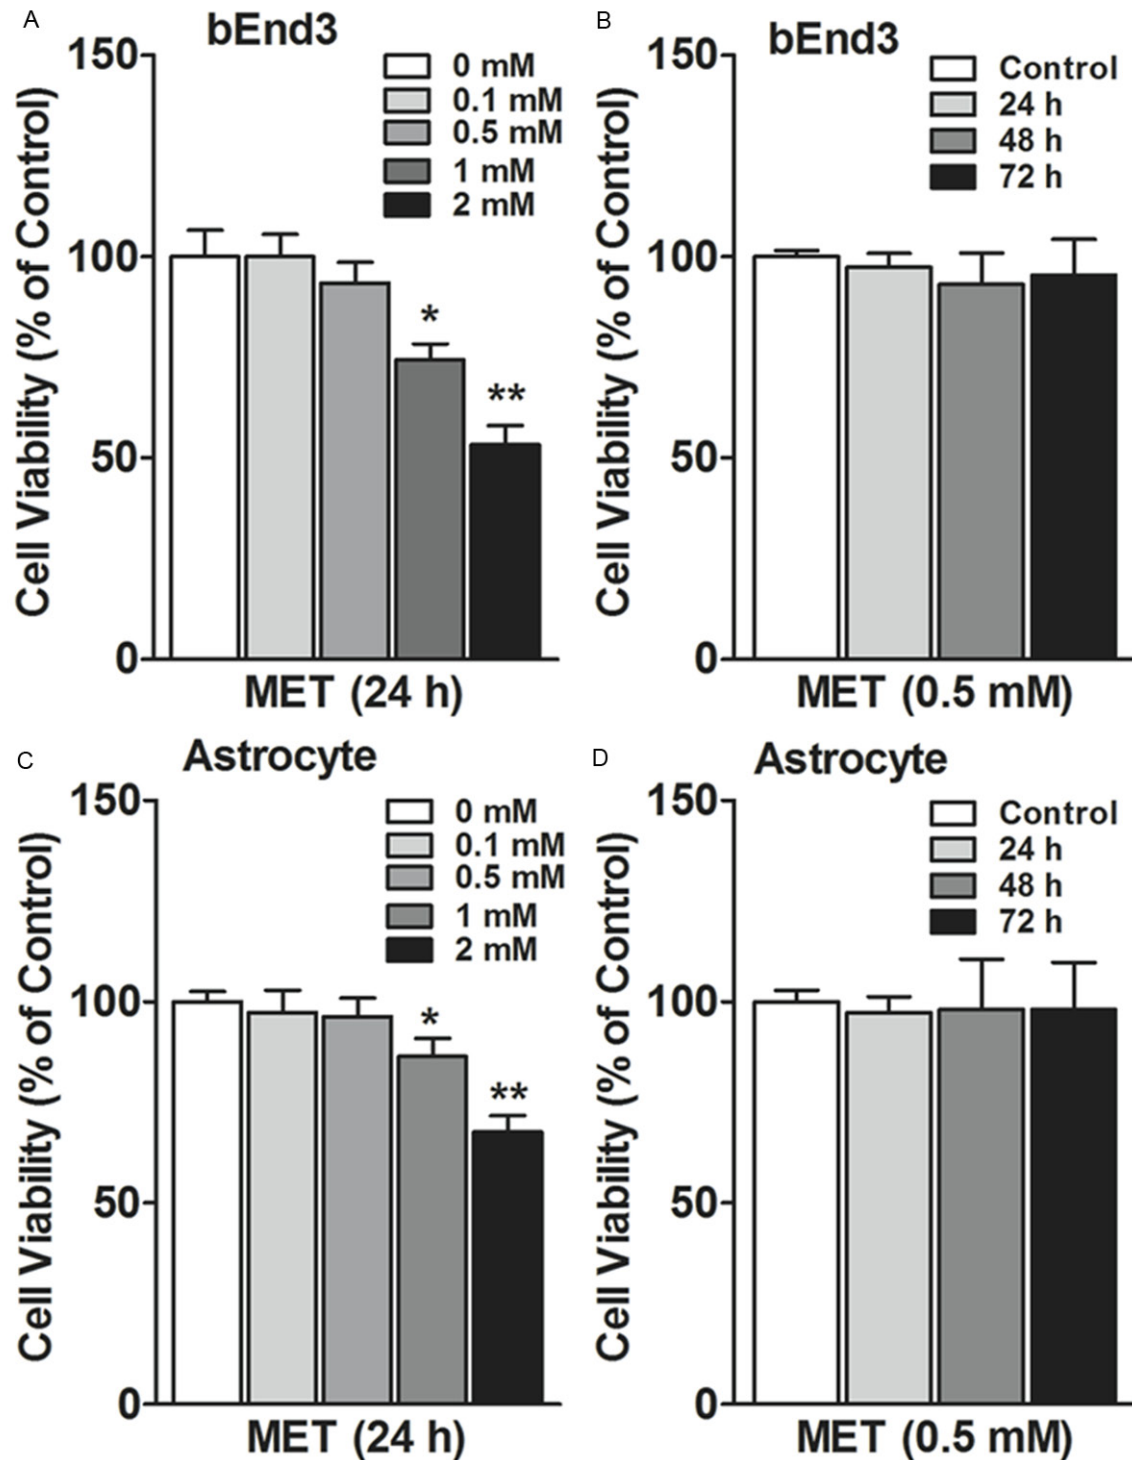 A
bEnd3
150
100
50
0
Cell Viability (% of Control)
0 mM
0.1 mM
0.5 mM
1 mM
2 mM
*
**
MET (24 h)
B
bEnd3
150
100
50
0
Cell Viability (% of Control)
Control
24 h
48 h
72 h
MET (0.5 mM)
C
Astrocyte
150
100
50
0
Cell Viability (% of Control)
0 mM
0.1 mM
0.5 mM
1 mM
2 mM
*
**
MET (24 h)
D
Astrocyte
150
100
50
0
Cell Viability (% of Control)
Control
24 h
48 h
72 h
MET (0.5 mM)